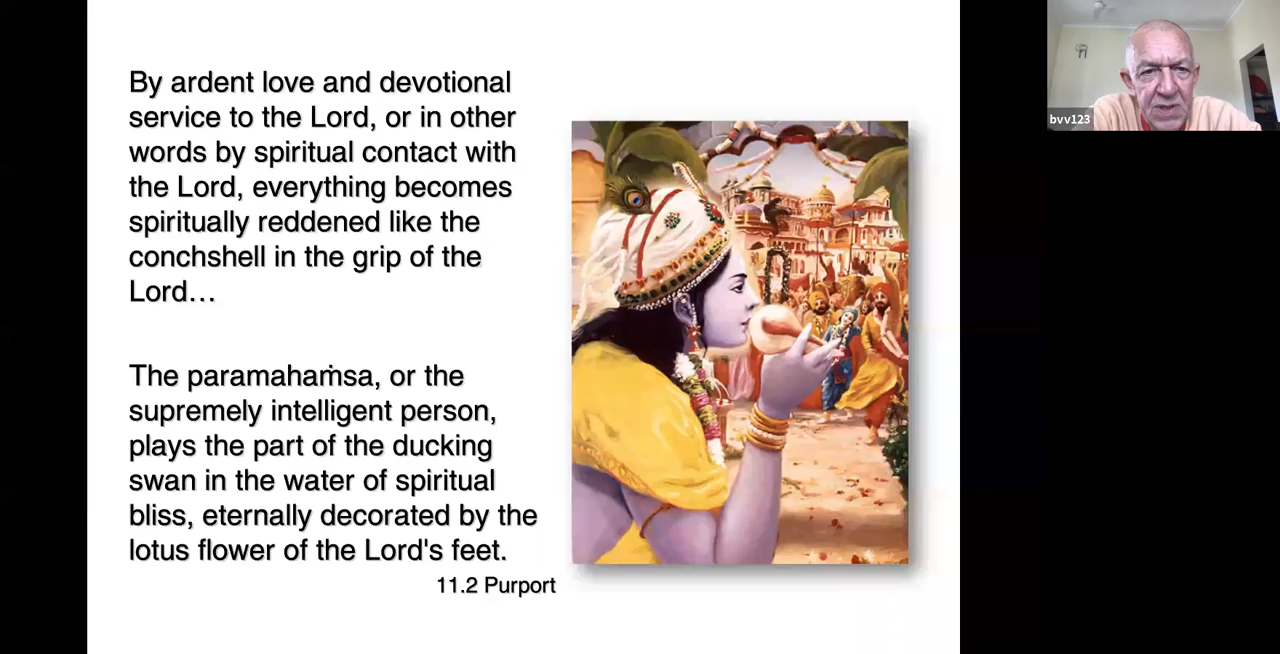 By ardent love and devotional
service to the Lord, or in other
words by spiritual contact with
the Lord, everything becomes
spiritually reddened like the
conchshell in the grip of the
Lord…
The paramahaṁsa, or the
supremely intelligent person,
plays the part of the ducking
swan in the water of spiritual
bliss, eternally decorated by the
lotus flower of the Lord's feet.
11.2 Purport
bvv123